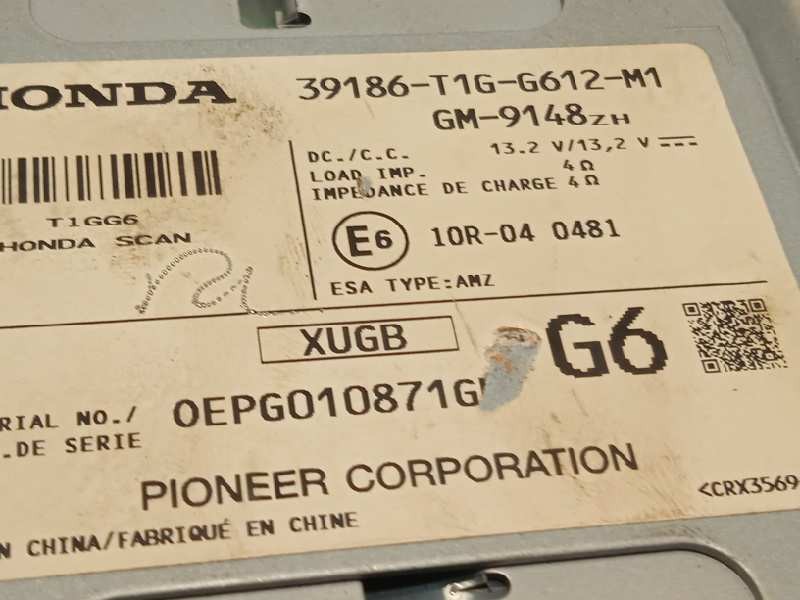 HONDA 39186-T1G-G612-M1
GM-9148ZH
DC./C.C. 13.2 V/13,2 V
LOAD IMP. 4Ω
IMPEDANCE DE CHARGE 4Ω
T1GG6
HONDA SCAN
E6 10R-04 0481
ESA TYPE:AMZ
XUGB
G6
ERIAL NO./ 0EPG010871G
.DE SERIE
PIONEER CORPORATION
<CRX3569
N CHINA/FABRIQUÉ EN CHINE